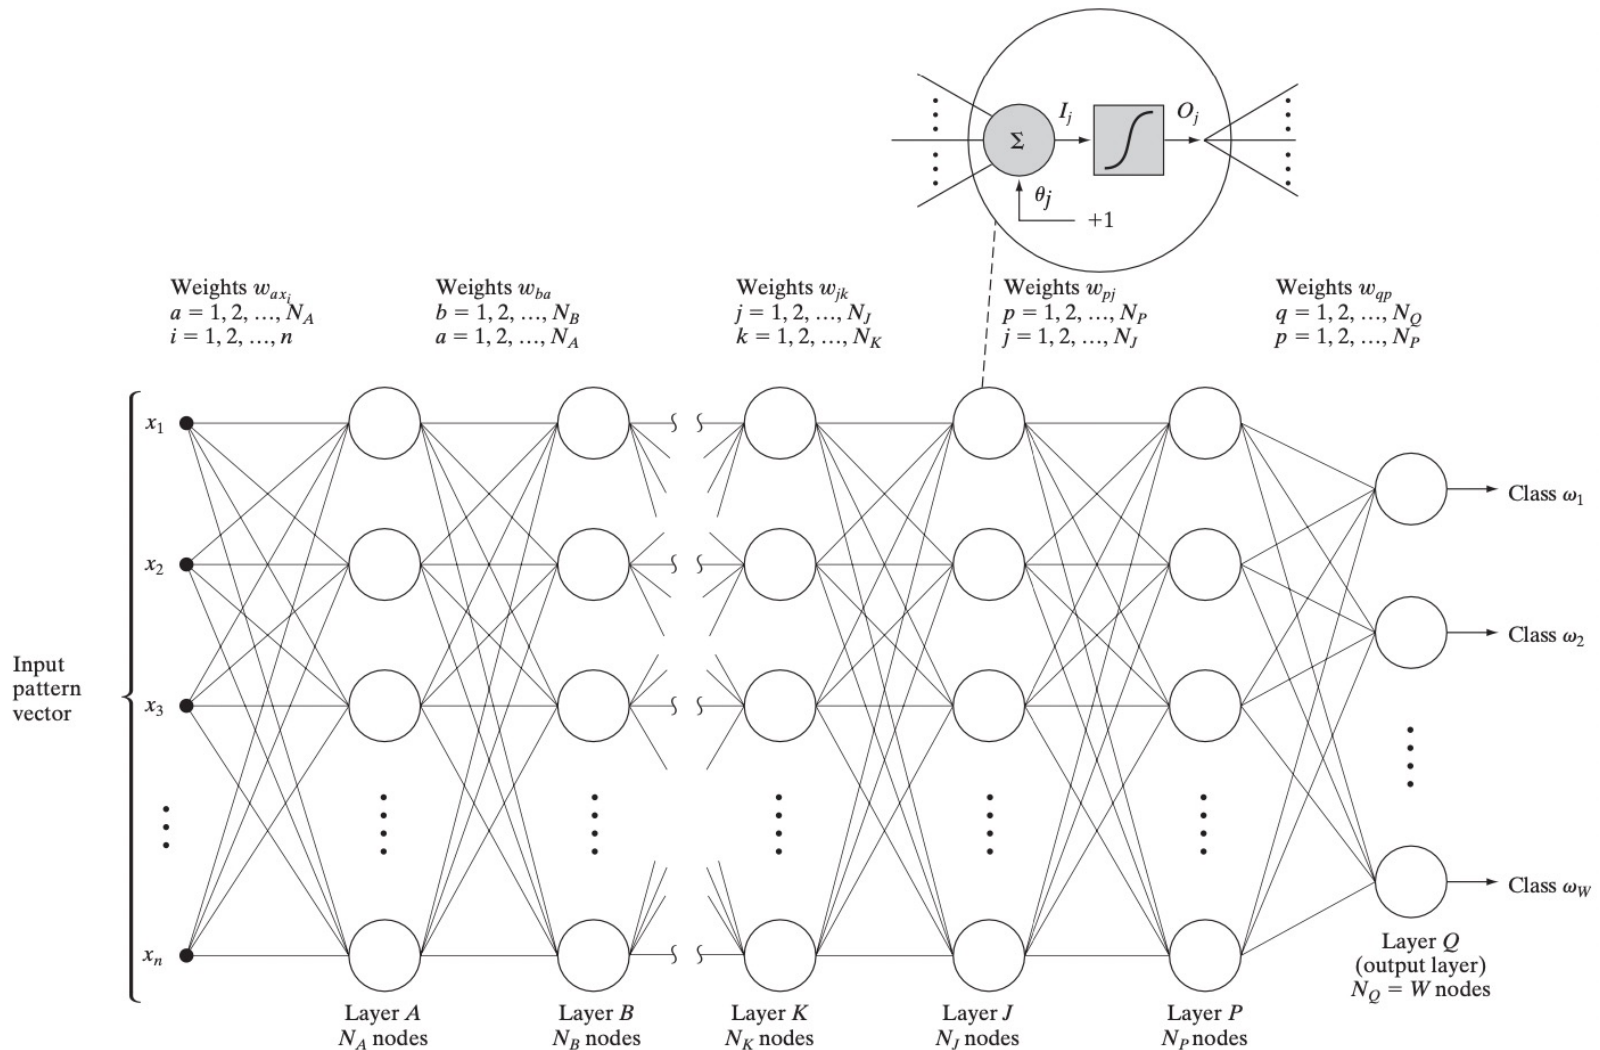 Σ
I_j
O_j
θ_j
+1
Weights w_{ax_i}
a = 1, 2, …, N_A
i = 1, 2, …, n
Weights w_{ba}
b = 1, 2, …, N_B
a = 1, 2, …, N_A
Weights w_{jk}
j = 1, 2, …, N_J
k = 1, 2, …, N_K
Weights w_{pj}
p = 1, 2, …, N_P
j = 1, 2, …, N_J
Weights w_{qp}
q = 1, 2, …, N_Q
p = 1, 2, …, N_P
Input
pattern
vector
x_1
x_2
x_3
x_n
Class ω_1
Class ω_2
Class ω_W
Layer A
N_A nodes
Layer B
N_B nodes
Layer K
N_K nodes
Layer J
N_J nodes
Layer P
N_P nodes
Layer Q
(output layer)
N_Q = W nodes